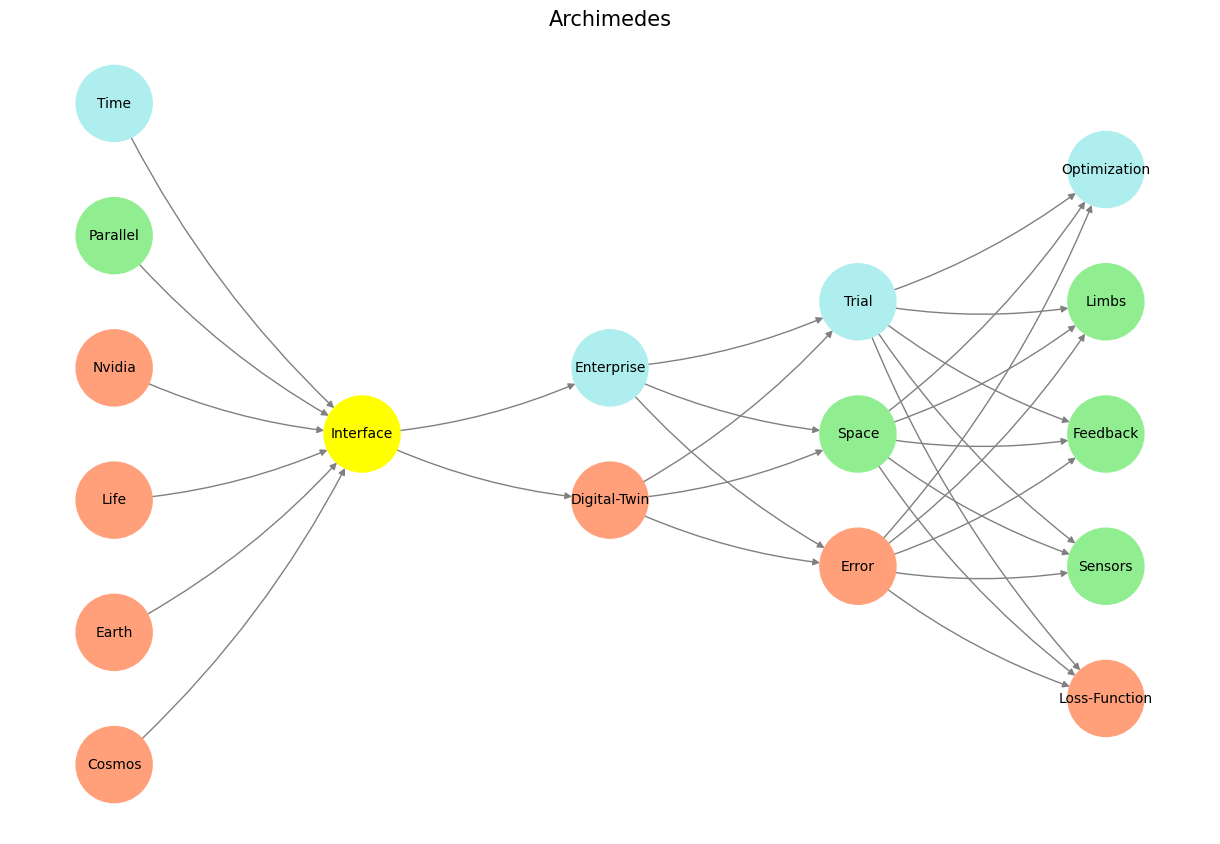 Archimedes
Time
Parallel
Nvidia
Life
Earth
Cosmos
Interface
Enterprise
Digital-Twin
Trial
Space
Error
Optimization
Limbs
Feedback
Sensors
Loss-Function